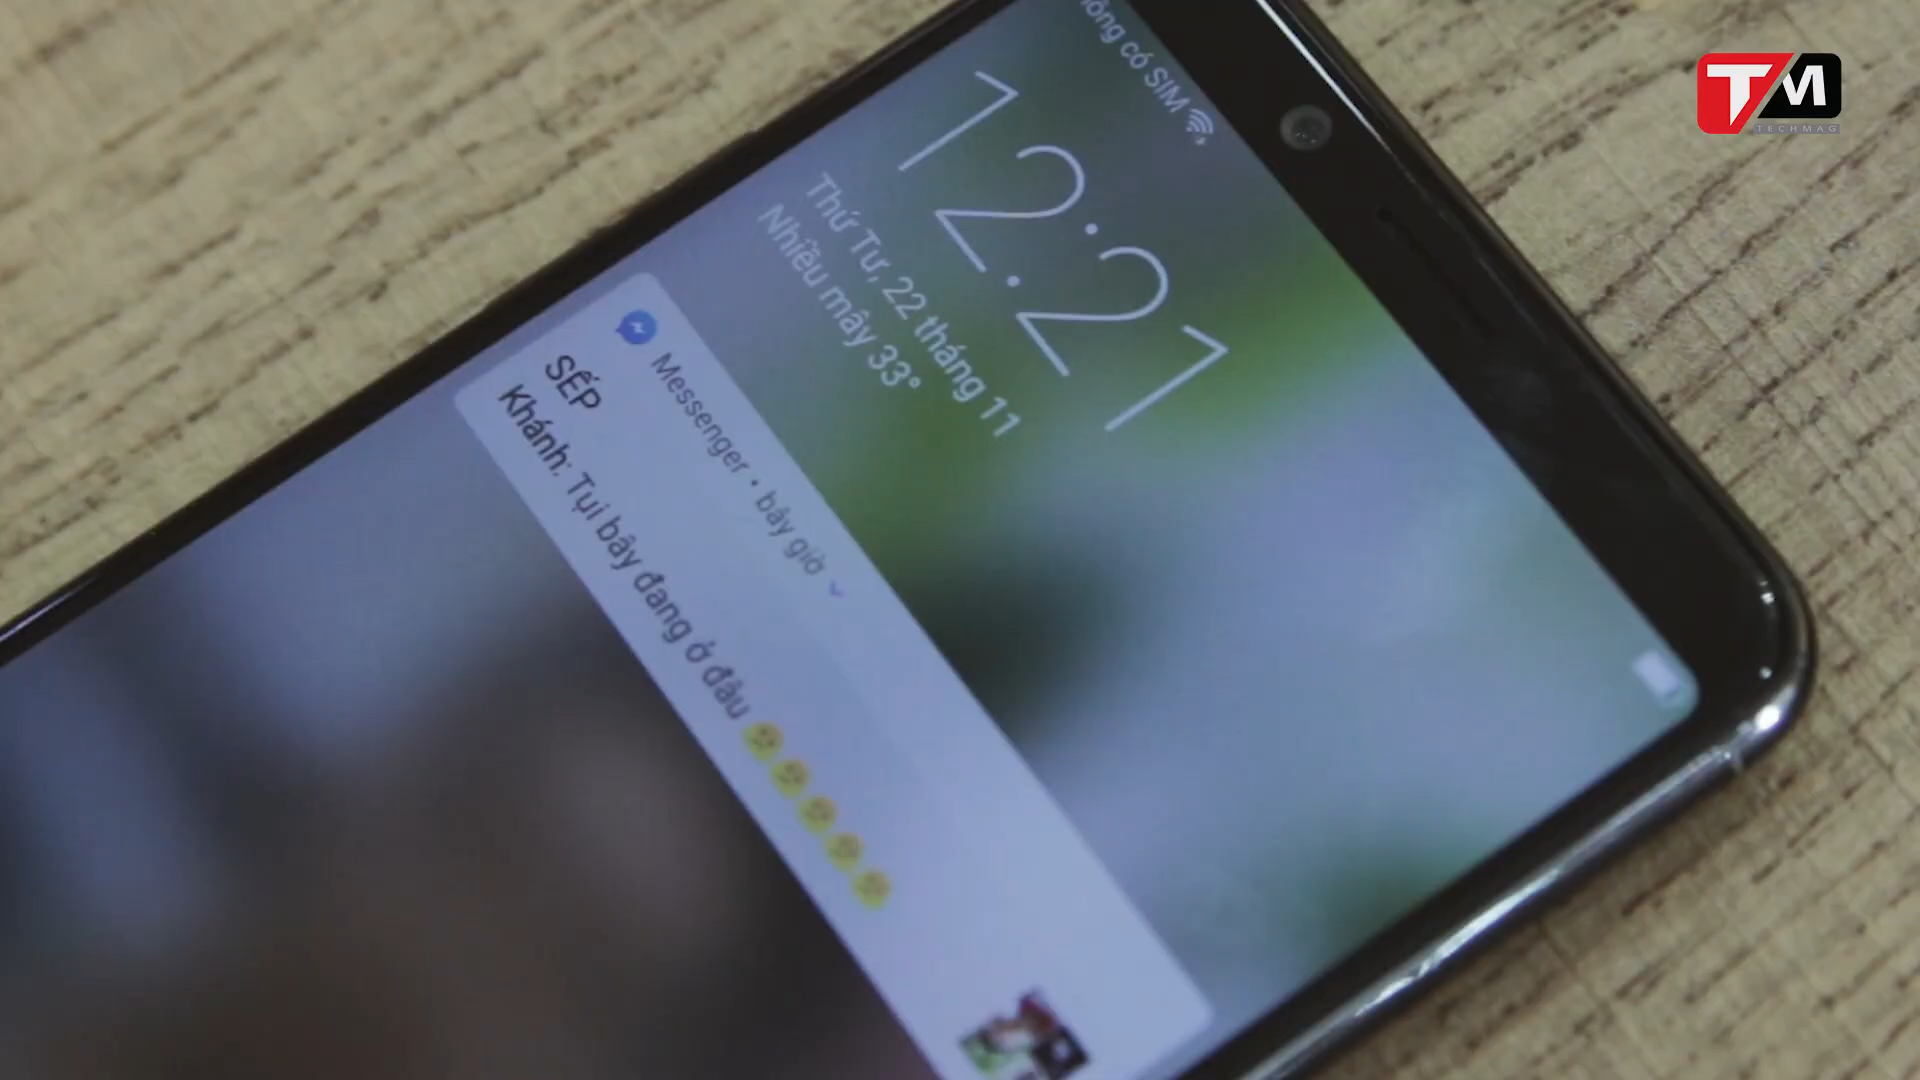 có SIM
12:21
Thứ Tư, 22 tháng 11
Nhiều mây 33°
Messenger • bây giờ
SẾP
Khánh: Tụi bây đang ở đâu 
TM
TECHMAG